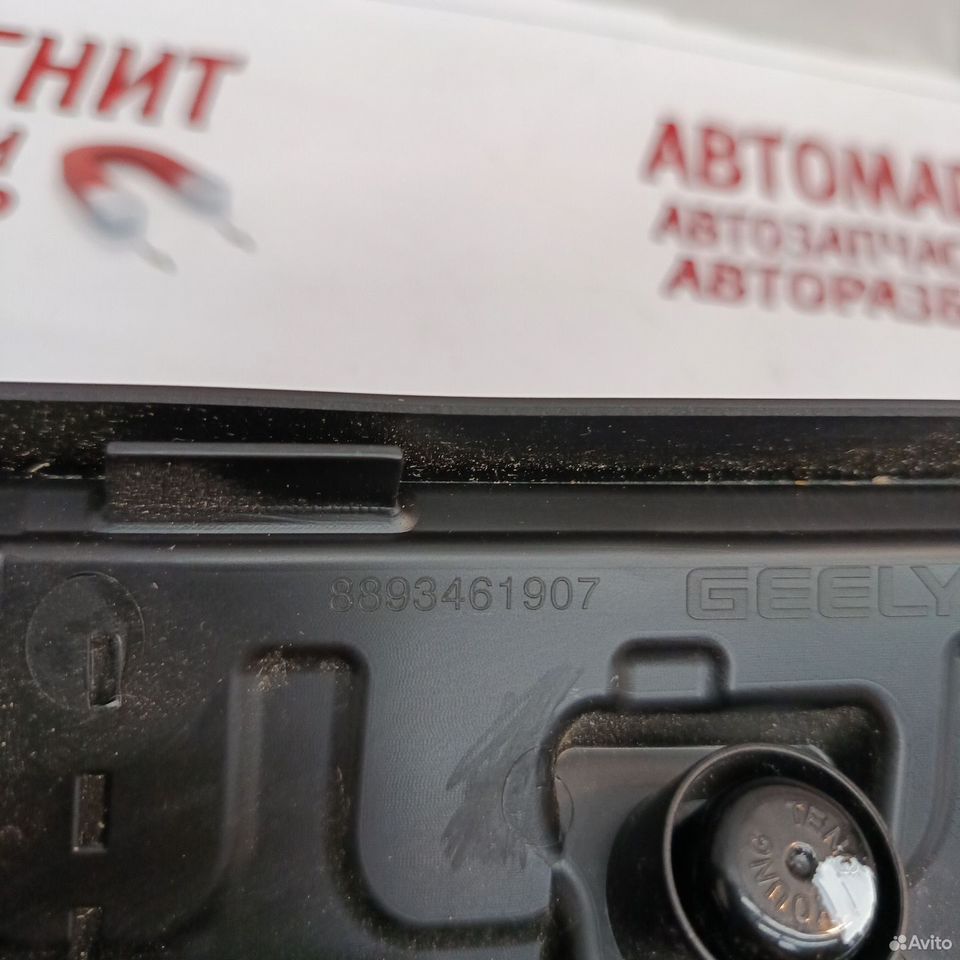 ГНИТ
АВТОМА
АВТОЗАПЧАС
АВТОРАЗБ
8893461907
GEELY
Avito